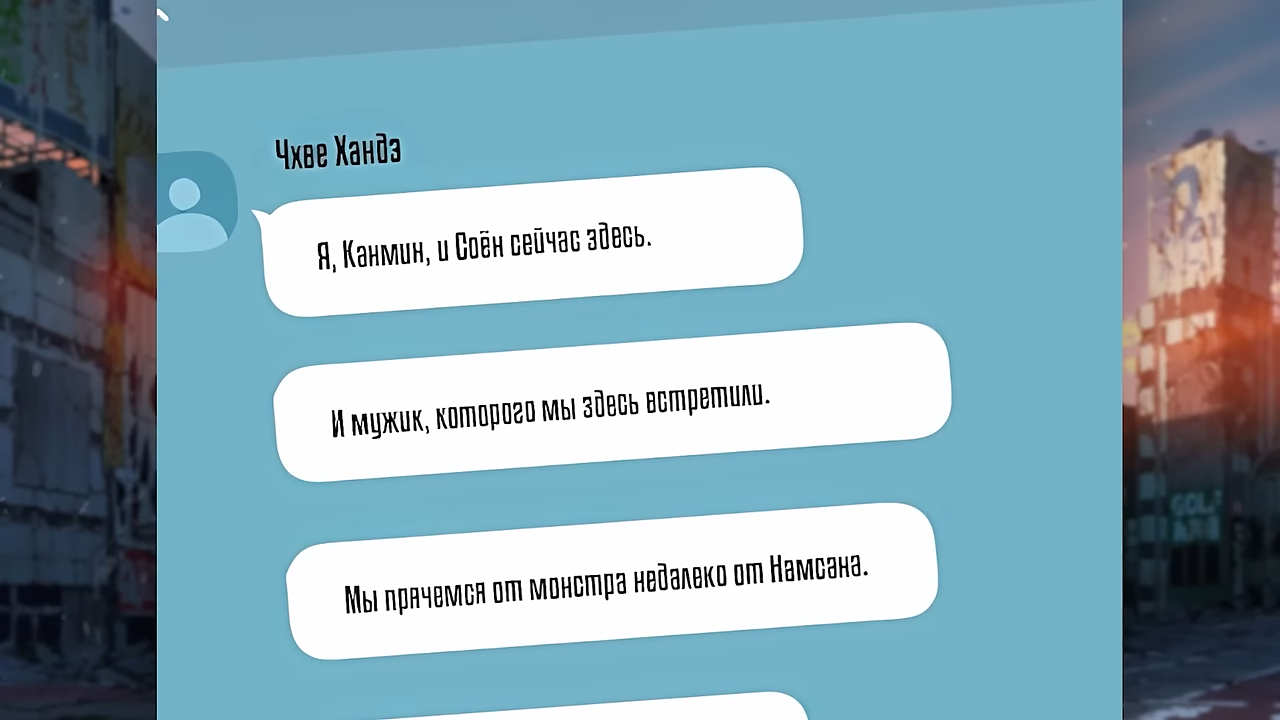 Чхве Хандэ
Я, Канмин, и Соён сейчас здесь.
И мужик, которого мы здесь встретили.
Мы прячемся от монстра недалеко от Намсана.